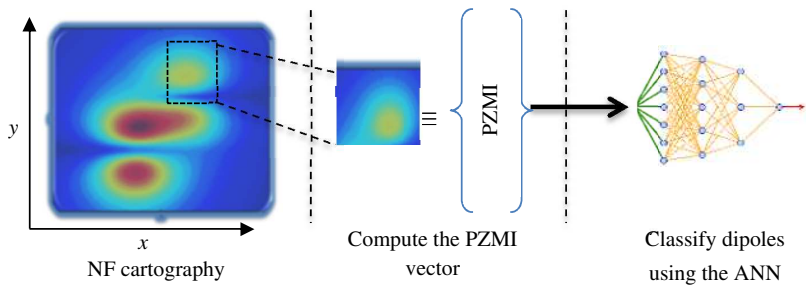 y
x
NF cartography
≡
PZMI
Compute the PZMI
vector
Classify dipoles
using the ANN